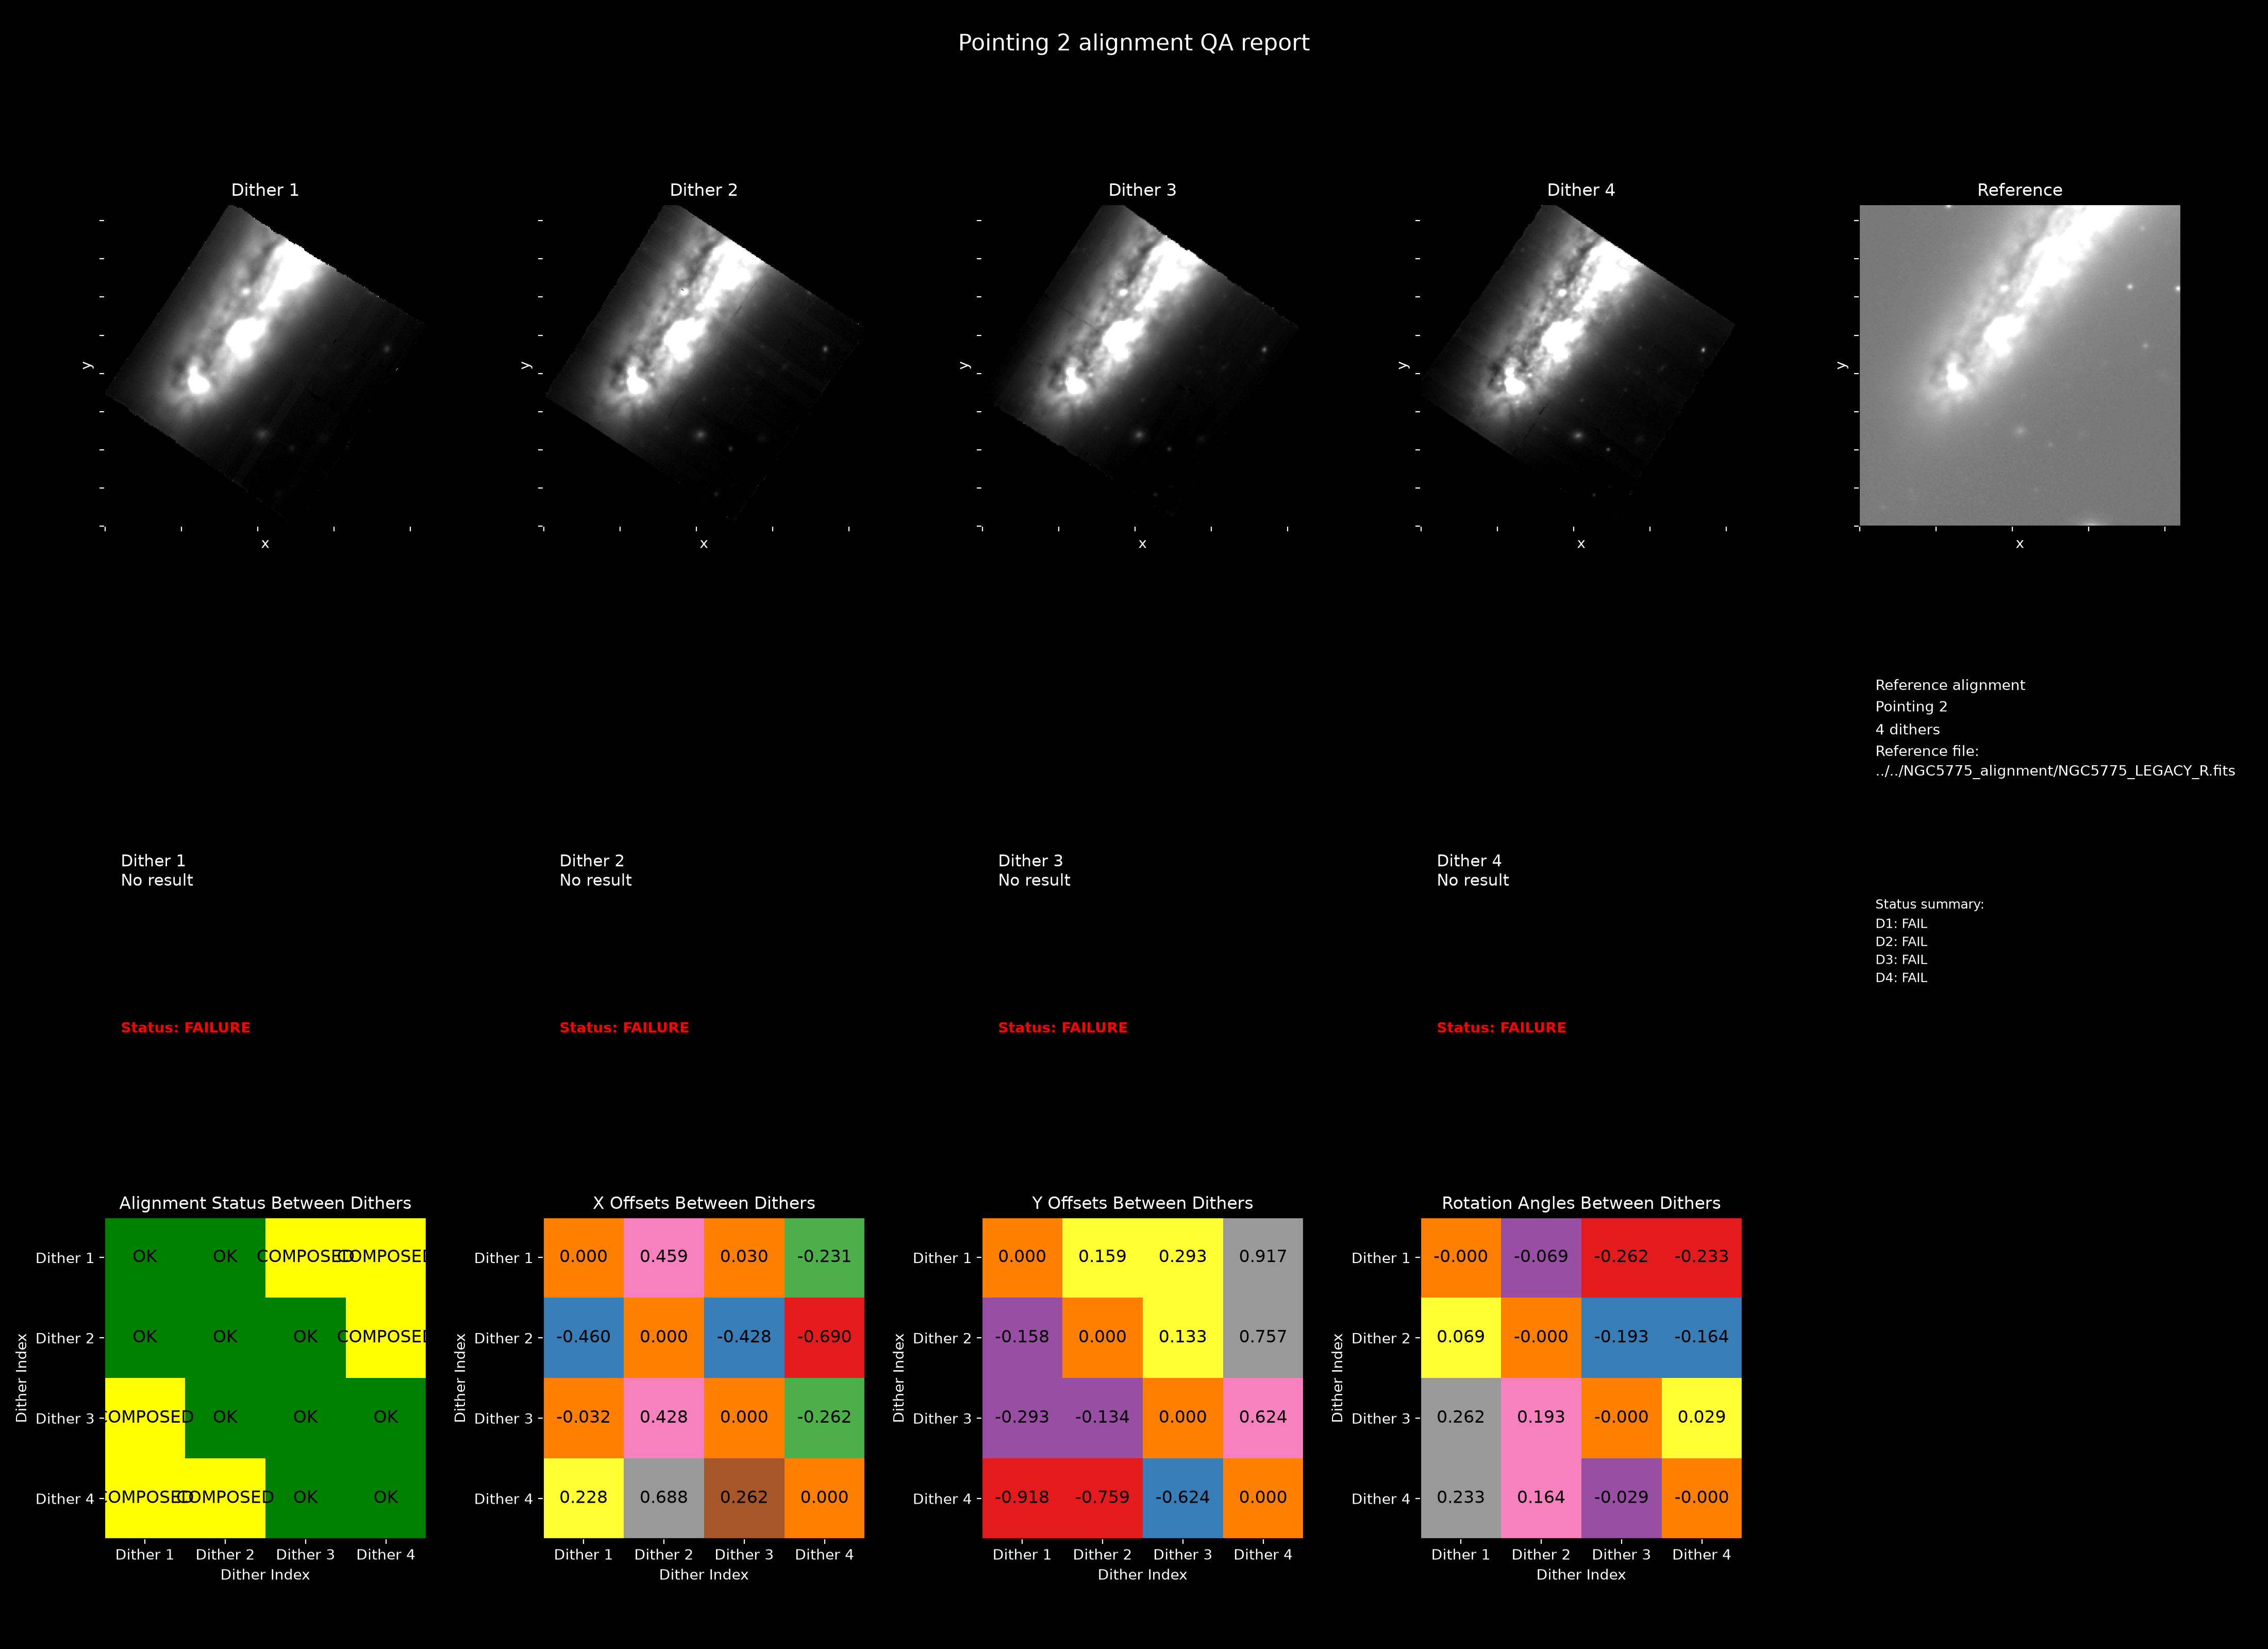 Pointing 2 alignment QA report
Dither 1
Dither 2
Dither 3
Dither 4
Reference
y
y
y
y
y
x
x
x
x
x
Reference alignment
Pointing 2
4 dithers
Reference file:
../../NGC5775_alignment/NGC5775_LEGACY_R.fits
Dither 1
No result
Dither 2
No result
Dither 3
No result
Dither 4
No result
Status summary:
D1: FAIL
D2: FAIL
D3: FAIL
D4: FAIL
Status: FAILURE
Status: FAILURE
Status: FAILURE
Status: FAILURE
Alignment Status Between Dithers
Dither Index
Dither 1 OK OK COMPOSED COMPOSED
Dither 2 OK OK OK COMPOSED
Dither 3 COMPOSED OK OK OK
Dither 4 COMPOSED COMPOSED OK OK
Dither 1 Dither 2 Dither 3 Dither 4
Dither Index
X Offsets Between Dithers
Dither Index
Dither 1 0.000 0.459 0.030 -0.231
Dither 2 -0.460 0.000 -0.428 -0.690
Dither 3 -0.032 0.428 0.000 -0.262
Dither 4 0.228 0.688 0.262 0.000
Dither 1 Dither 2 Dither 3 Dither 4
Dither Index
Y Offsets Between Dithers
Dither Index
Dither 1 0.000 0.159 0.293 0.917
Dither 2 -0.158 0.000 0.133 0.757
Dither 3 -0.293 -0.134 0.000 0.624
Dither 4 -0.918 -0.759 -0.624 0.000
Dither 1 Dither 2 Dither 3 Dither 4
Dither Index
Rotation Angles Between Dithers
Dither Index
Dither 1 -0.000 -0.069 -0.262 -0.233
Dither 2 0.069 -0.000 -0.193 -0.164
Dither 3 0.262 0.193 -0.000 0.029
Dither 4 0.233 0.164 -0.029 -0.000
Dither 1 Dither 2 Dither 3 Dither 4
Dither Index